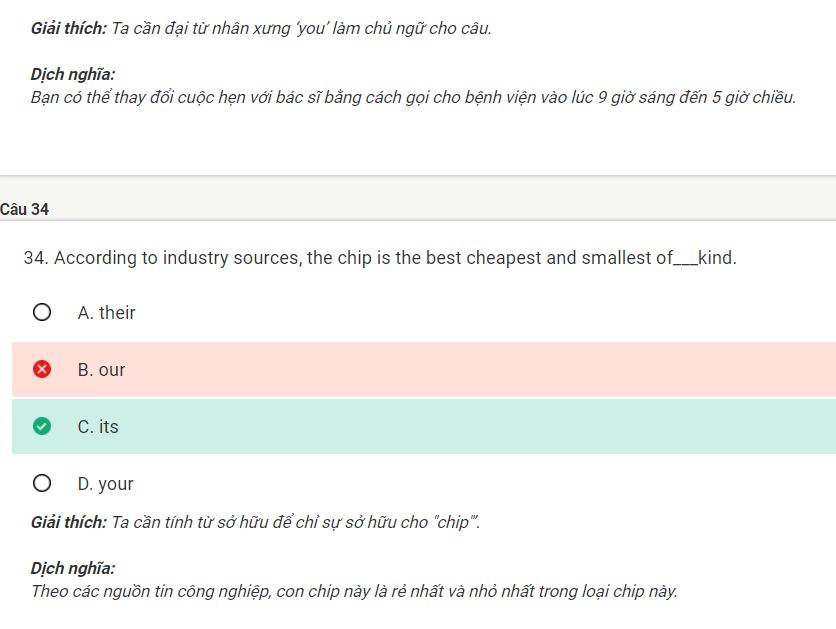 Giải thích: Ta cần đại từ nhân xưng ‘you’ làm chủ ngữ cho câu.
Dịch nghĩa:
Bạn có thể thay đổi cuộc hẹn với bác sĩ bằng cách gọi cho bệnh viện vào lúc 9 giờ sáng đến 5 giờ chiều.
Câu 34
34. According to industry sources, the chip is the best cheapest and smallest of___kind.
A. their
B. our
C. its
D. your
Giải thích: Ta cần tính từ sở hữu để chỉ sự sở hữu cho "chip"’.
Dịch nghĩa:
Theo các nguồn tin công nghiệp, con chip này là rẻ nhất và nhỏ nhất trong loại chip này.